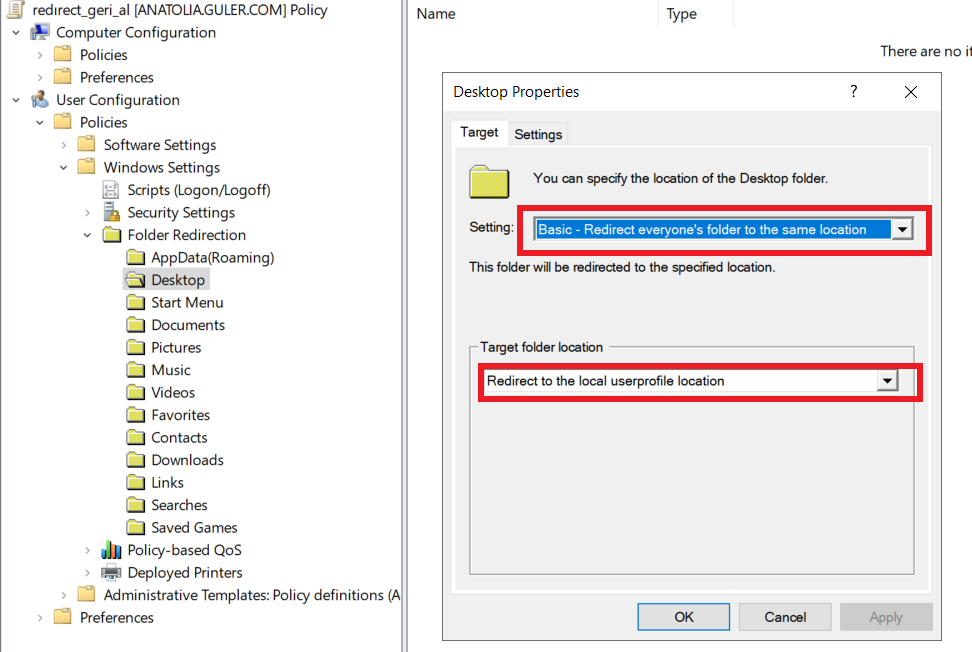 redirect_geri_al [ANATOLIA.GULER.COM] Policy
Computer Configuration
Policies
Preferences
User Configuration
Policies
Software Settings
Windows Settings
Scripts (Logon/Logoff)
Security Settings
Folder Redirection
AppData(Roaming)
Desktop
Start Menu
Documents
Pictures
Music
Videos
Favorites
Contacts
Downloads
Links
Searches
Saved Games
Policy-based QoS
Deployed Printers
Administrative Templates: Policy definitions (A
Preferences
Name Type
There are no it
Desktop Properties ?
Target Settings
You can specify the location of the Desktop folder.
Setting: Basic - Redirect everyone's folder to the same location
This folder will be redirected to the specified location.
Target folder location
Redirect to the local userprofile location
OK Cancel Apply